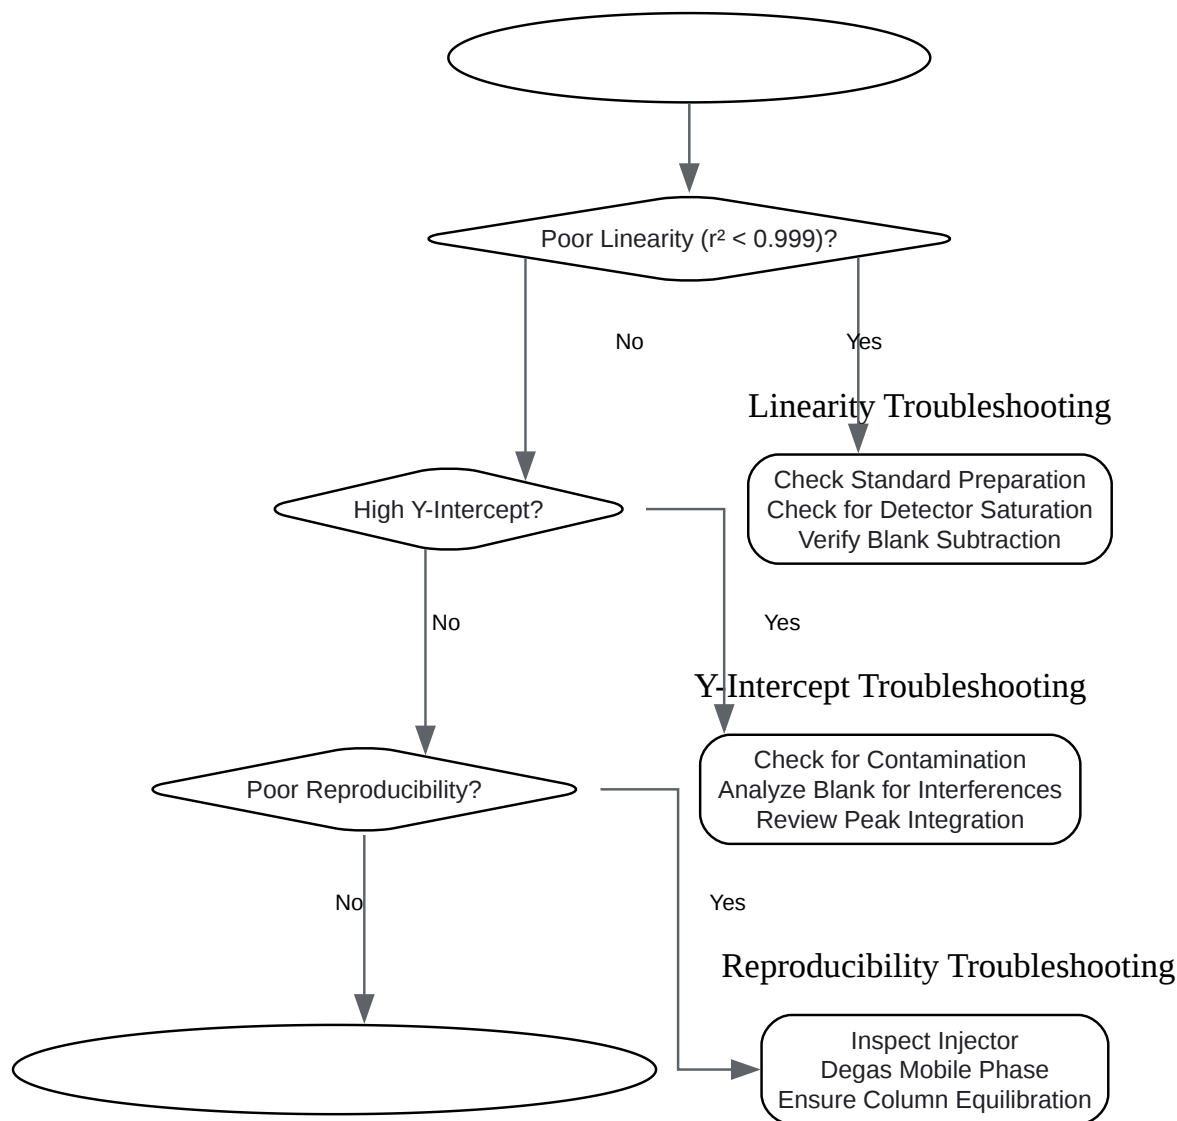 Poor Linearity (r² < 0.999)?
No
Yes
Linearity Troubleshooting
Check Standard Preparation
Check for Detector Saturation
Verify Blank Subtraction
High Y-Intercept?
No
Yes
Y-Intercept Troubleshooting
Check for Contamination
Analyze Blank for Interferences
Review Peak Integration
Poor Reproducibility?
No
Yes
Reproducibility Troubleshooting
Inspect Injector
Degas Mobile Phase
Ensure Column Equilibration